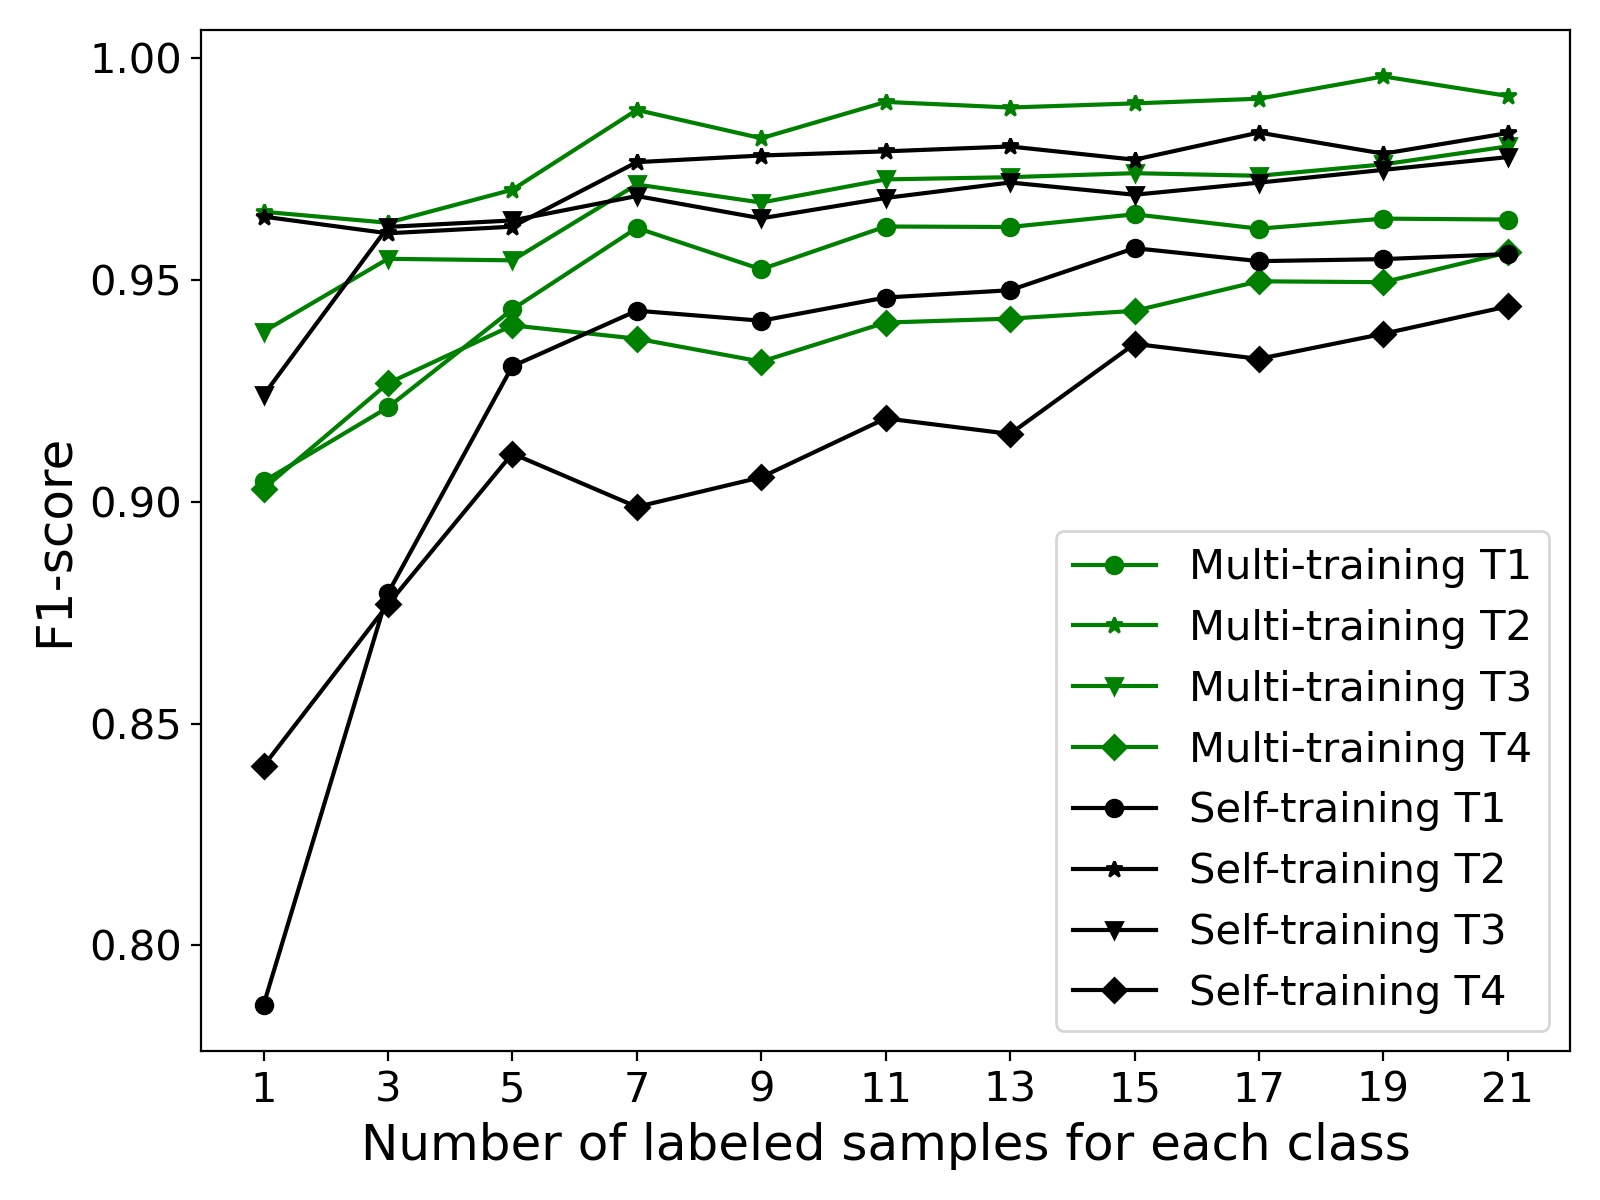 1.00
0.95
0.90
0.85
0.80
F1-score
1 3 5 7 9 11 13 15 17 19 21
Number of labeled samples for each class
Multi-training T1
Multi-training T2
Multi-training T3
Multi-training T4
Self-training T1
Self-training T2
Self-training T3
Self-training T4